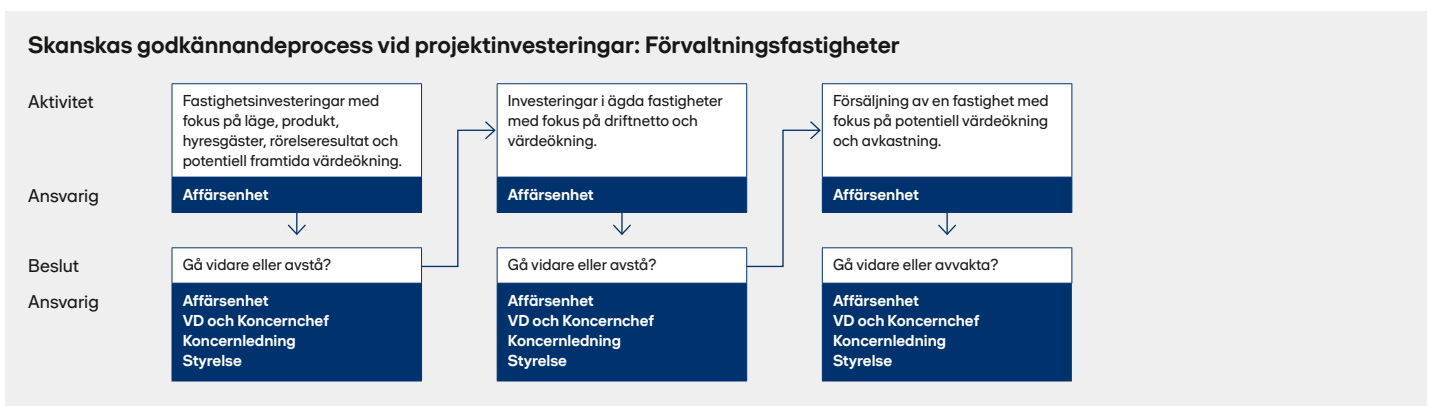 Skanskas godkännandeprocess vid projektinvesteringar: Förvaltningsfastigheter
Aktivitet
Fastighetsinvesteringar med
fokus på läge, produkt,
hyresgäster, rörelseresultat och
potentiell framtida värdeökning.
Investeringar i ägda fastigheter
med fokus på driftnetto och
värdeökning.
Försäljning av en fastighet med
fokus på potentiell värdeökning
och avkastning.
Ansvarig
Affärsenhet
Affärsenhet
Affärsenhet
Beslut
Gå vidare eller avstå?
Gå vidare eller avstå?
Gå vidare eller avvakta?
Ansvarig
Affärsenhet
VD och Koncernchef
Koncernledning
Styrelse
Affärsenhet
VD och Koncernchef
Koncernledning
Styrelse
Affärsenhet
VD och Koncernchef
Koncernledning
Styrelse